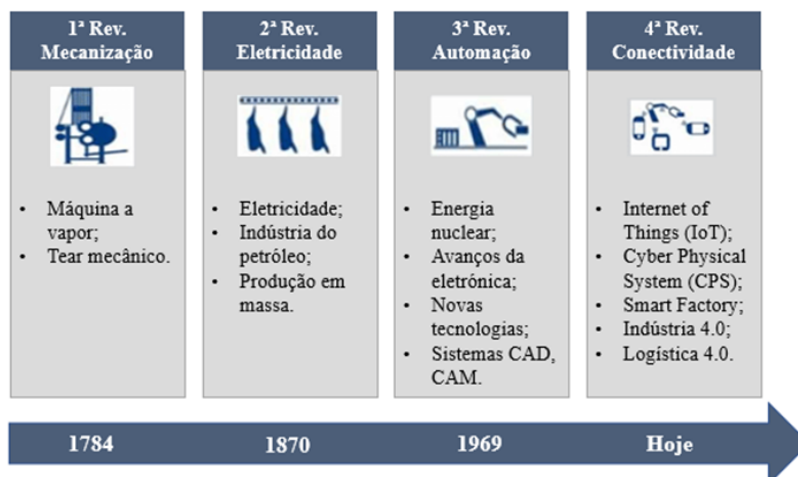 1ª Rev.
Mecanização
2ª Rev.
Eletricidade
3ª Rev.
Automação
4ª Rev.
Conectividade
• Máquina a
vapor;
• Tear mecânico.
• Eletricidade;
• Indústria do
petróleo;
• Produção em
massa.
• Energia
nuclear;
• Avanços da
eletrónica;
• Novas
tecnologias;
• Sistemas CAD,
CAM.
• Internet of
Things (IoT);
• Cyber Physical
System (CPS);
• Smart Factory;
• Indústria 4.0;
• Logística 4.0.
1784
1870
1969
Hoje